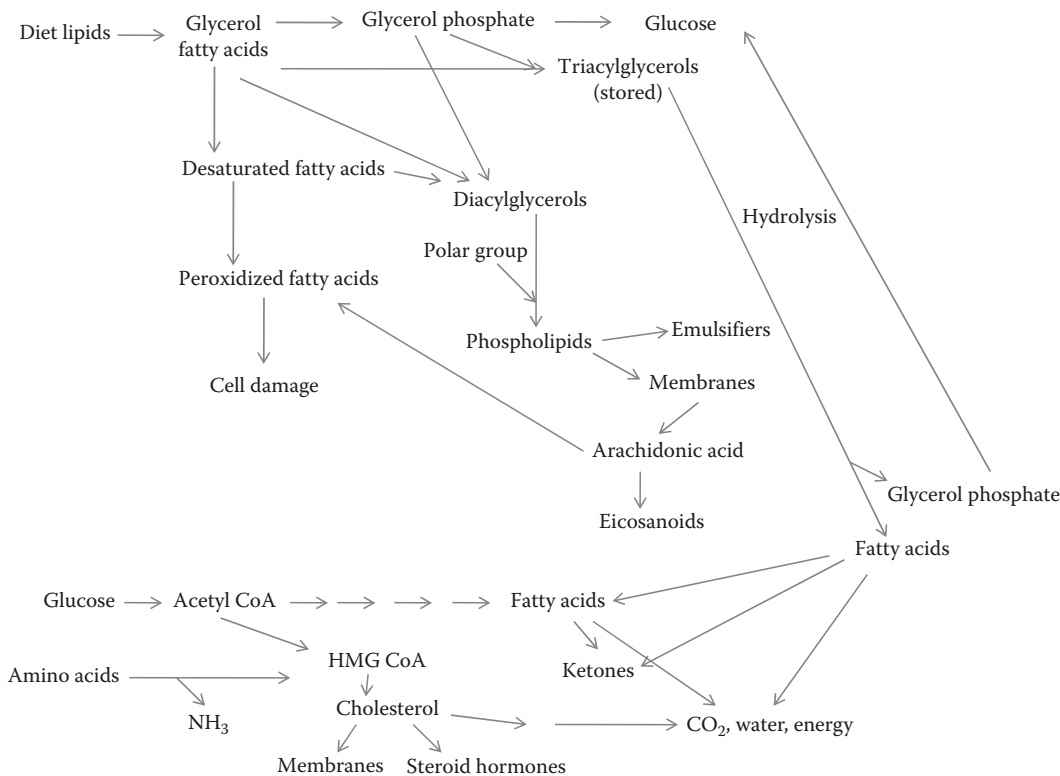 Diet lipids
Glycerol
fatty acids
Glycerol phosphate
Glucose
Triacylglycerols
(stored)
Desaturated fatty acids
Diacylglycerols
Hydrolysis
Polar group
Peroxidized fatty acids
Phospholipids
Emulsifiers
Cell damage
Membranes
Arachidonic acid
Glycerol phosphate
Eicosanoids
Fatty acids
Glucose
Acetyl CoA
Fatty acids
HMG CoA
Ketones
Amino acids
NH₃
Cholesterol
CO₂, water, energy
Membranes
Steroid hormones